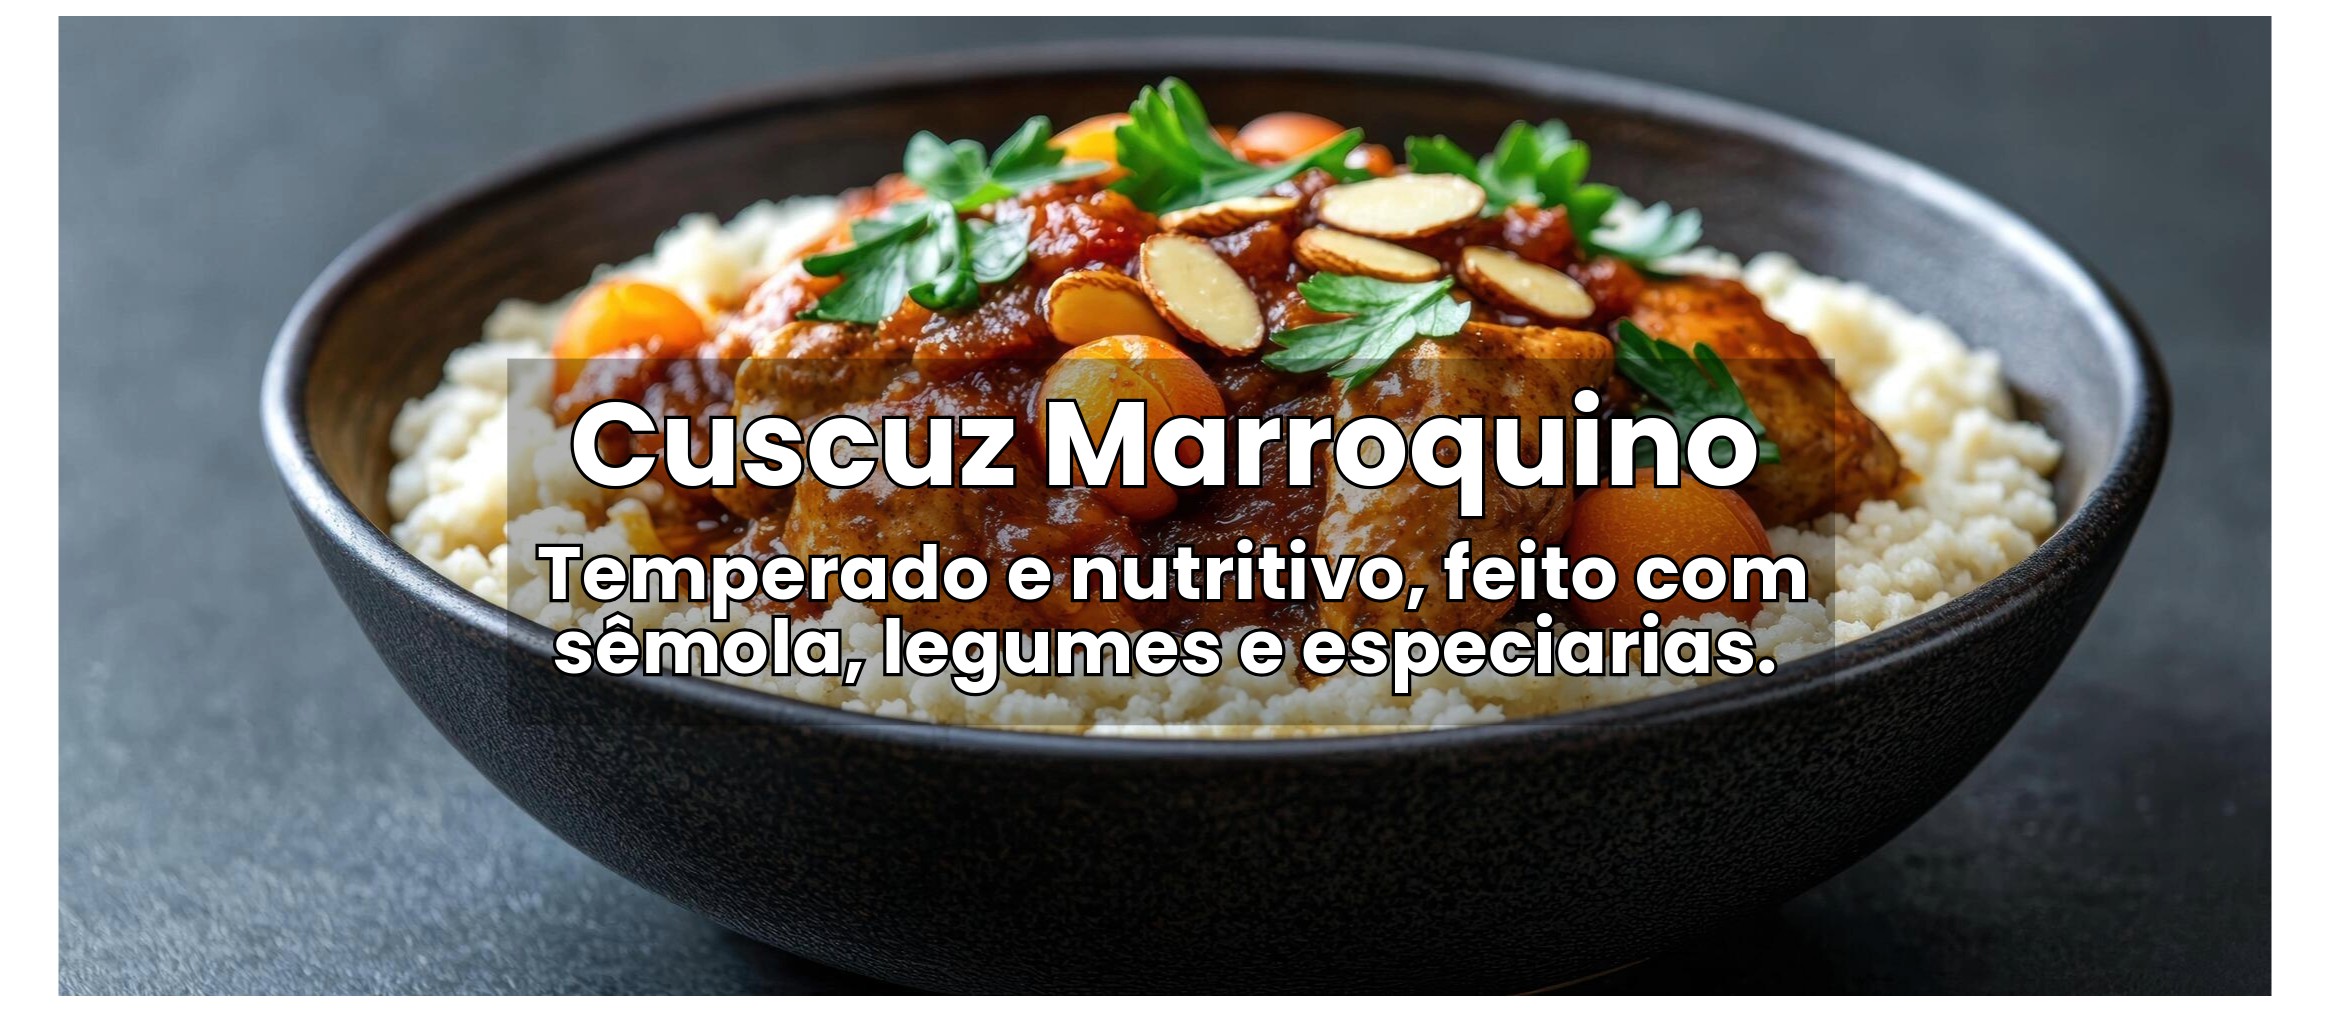 Cuscuz Marroquino
Temperado e nutritivo, feito com
sêmola, legumes e especiarias.